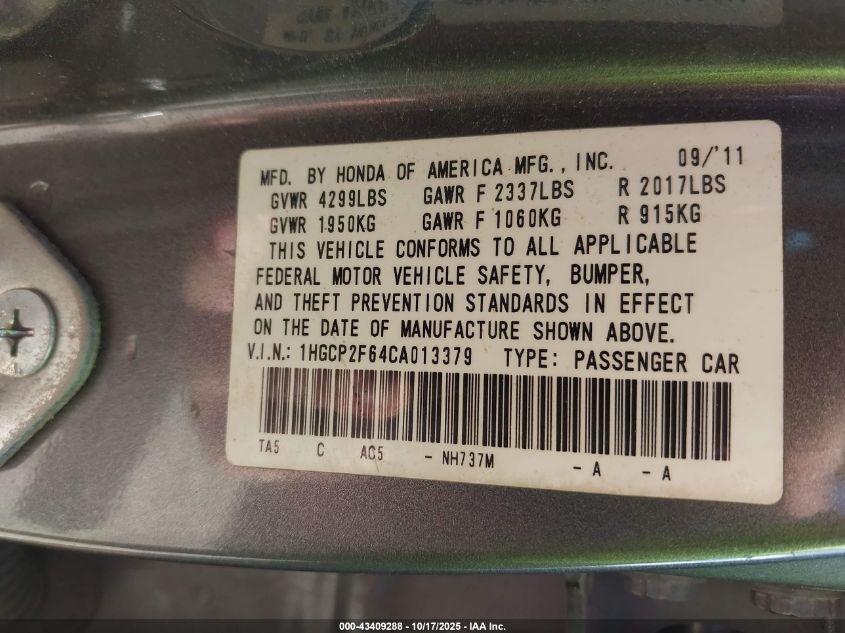 MFD. BY HONDA OF AMERICA MFG., INC. 09/'11
GVWR 4299LBS GAWR F 2337LBS R 2017LBS
GVWR 1950KG GAWR F 1060KG R 915KG
THIS VEHICLE CONFORMS TO ALL APPLICABLE
FEDERAL MOTOR VEHICLE SAFETY, BUMPER,
AND THEFT PREVENTION STANDARDS IN EFFECT
ON THE DATE OF MANUFACTURE SHOWN ABOVE.
V.I.N.: 1HGCP2F64CA013379 TYPE: PASSENGER CAR
TA5 C AC5 - NH737M - A - A
000-43409288 - 10/17/2025 - IAA Inc.